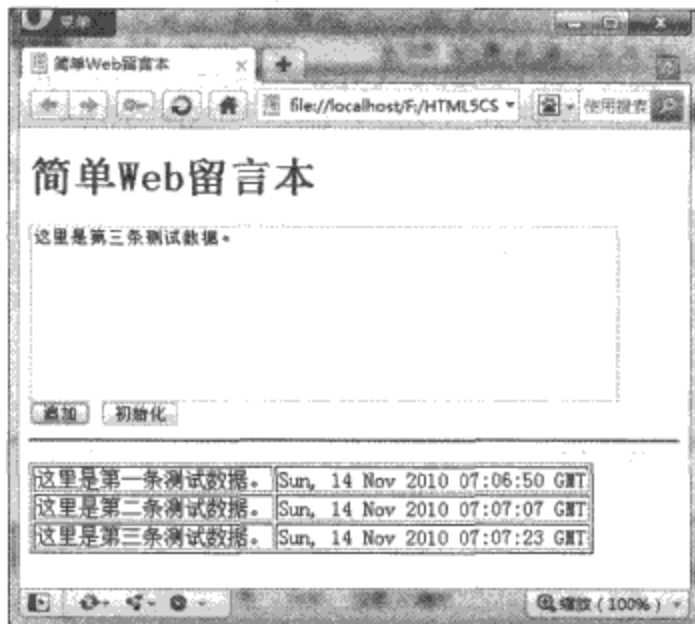 菜单
简单Web留言本
file://localhost/F:/HTML5CS
使用搜索
简单Web留言本
这里是第三条测试数据。
追加 初始化
这里是第一条测试数据。 Sun, 14 Nov 2010 07:06:50 GMT
这里是第二条测试数据。 Sun, 14 Nov 2010 07:07:07 GMT
这里是第三条测试数据。 Sun, 14 Nov 2010 07:07:23 GMT
缩放 (100%)